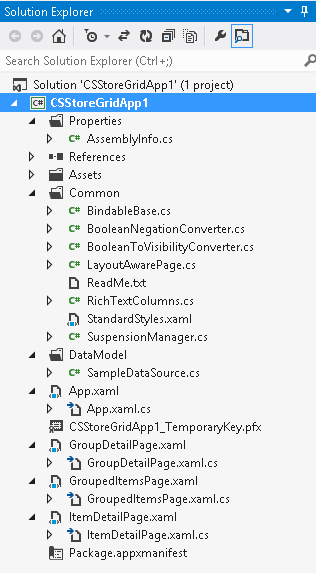 Solution Explorer
Search Solution Explorer (Ctrl+;)
Solution 'CSStoreGridApp1' (1 project)
C# CSStoreGridApp1
Properties
C# AssemblyInfo.cs
References
Assets
Common
C# BindableBase.cs
C# BooleanNegationConverter.cs
C# BooleanToVisibilityConverter.cs
C# LayoutAwarePage.cs
ReadMe.txt
C# RichTextColumns.cs
StandardStyles.xaml
C# SuspensionManager.cs
DataModel
C# SampleDataSource.cs
App.xaml
App.xaml.cs
CSStoreGridApp1_TemporaryKey.pfx
GroupDetailPage.xaml
GroupDetailPage.xaml.cs
GroupedItemsPage.xaml
GroupedItemsPage.xaml.cs
ItemDetailPage.xaml
ItemDetailPage.xaml.cs
Package.appxmanifest